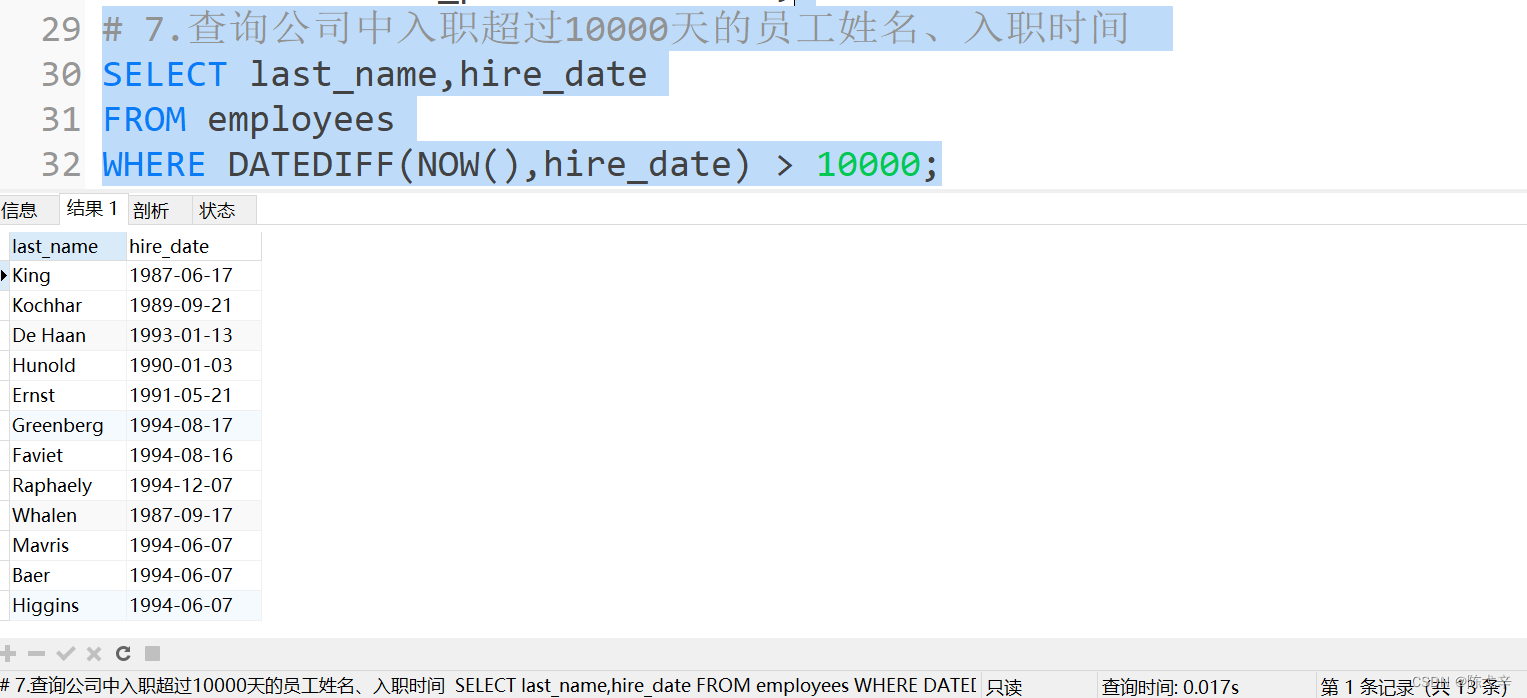 29 # 7.查询公司中入职超过10000天的员工姓名、入职时间
30 SELECT last_name,hire_date
31 FROM employees
32 WHERE DATEDIFF(NOW(),hire_date) > 10000;
信息 结果 1 剖析 状态
last_name hire_date
King 1987-06-17
Kochhar 1989-09-21
De Haan 1993-01-13
Hunold 1990-01-03
Ernst 1991-05-21
Greenberg 1994-08-17
Faviet 1994-08-16
Raphaely 1994-12-07
Whalen 1987-09-17
Mavris 1994-06-07
Baer 1994-06-07
Higgins 1994-06-07
# 7.查询公司中入职超过10000天的员工姓名、入职时间 SELECT last_name,hire_date FROM employees WHERE DATED 只读 查询时间: 0.017s 第 1 条记录 (共 13 条)